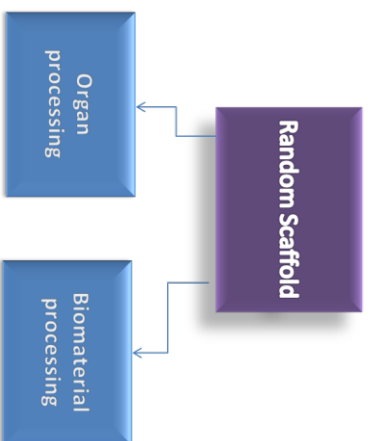 Random Scaffold
Organ
processing
Biomaterial
processing